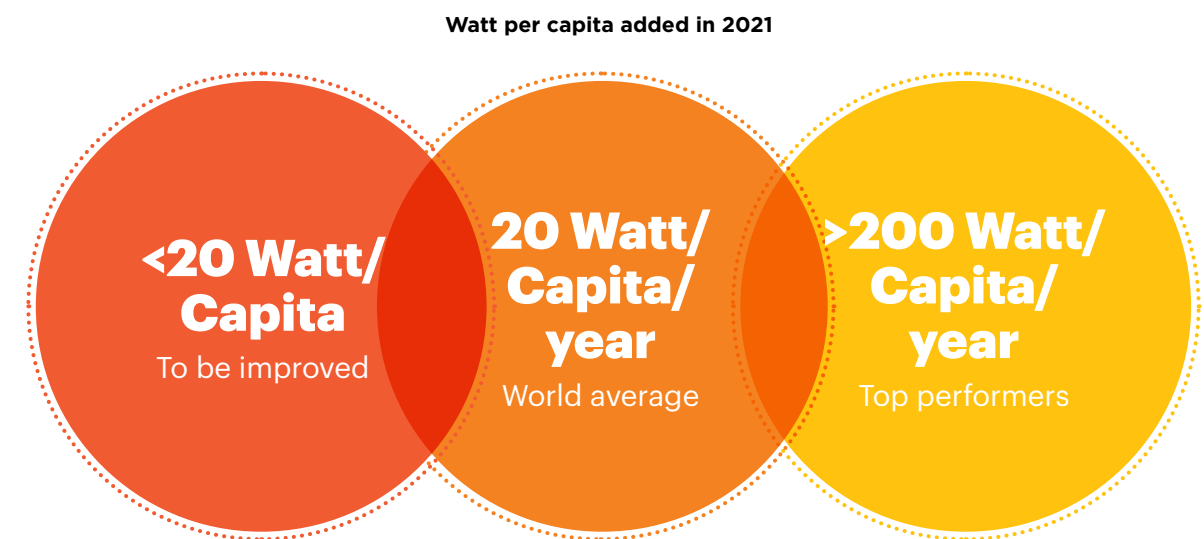 Watt per capita added in 2021
<20 Watt/
Capita
To be improved
20 Watt/
Capita/
year
World average
>200 Watt/
Capita/
year
Top performers